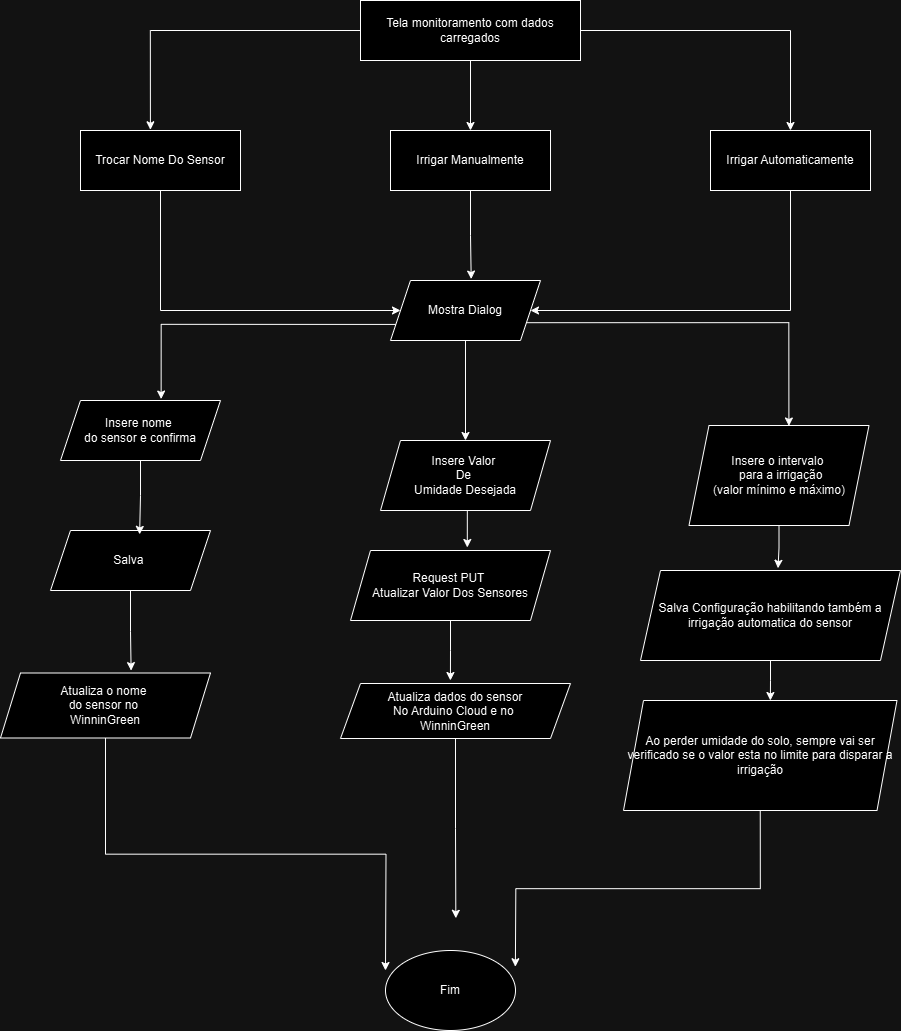 Tela monitoramento com dados
carregados
Trocar Nome Do Sensor
Irrigar Manualmente
Irrigar Automaticamente
Mostra Dialog
Insere nome
do sensor e confirma
Insere Valor
De
Umidade Desejada
Insere o intervalo
para a irrigação
(valor mínimo e máximo)
Salva
Request PUT
Atualizar Valor Dos Sensores
Salva Configuração habilitando também a
irrigação automatica do sensor
Atualiza o nome
do sensor no
WinninGreen
Atualiza dados do sensor
No Arduino Cloud e no
WinninGreen
Ao perder umidade do solo, sempre vai ser
verificado se o valor esta no limite para disparar a
irrigação
Fim